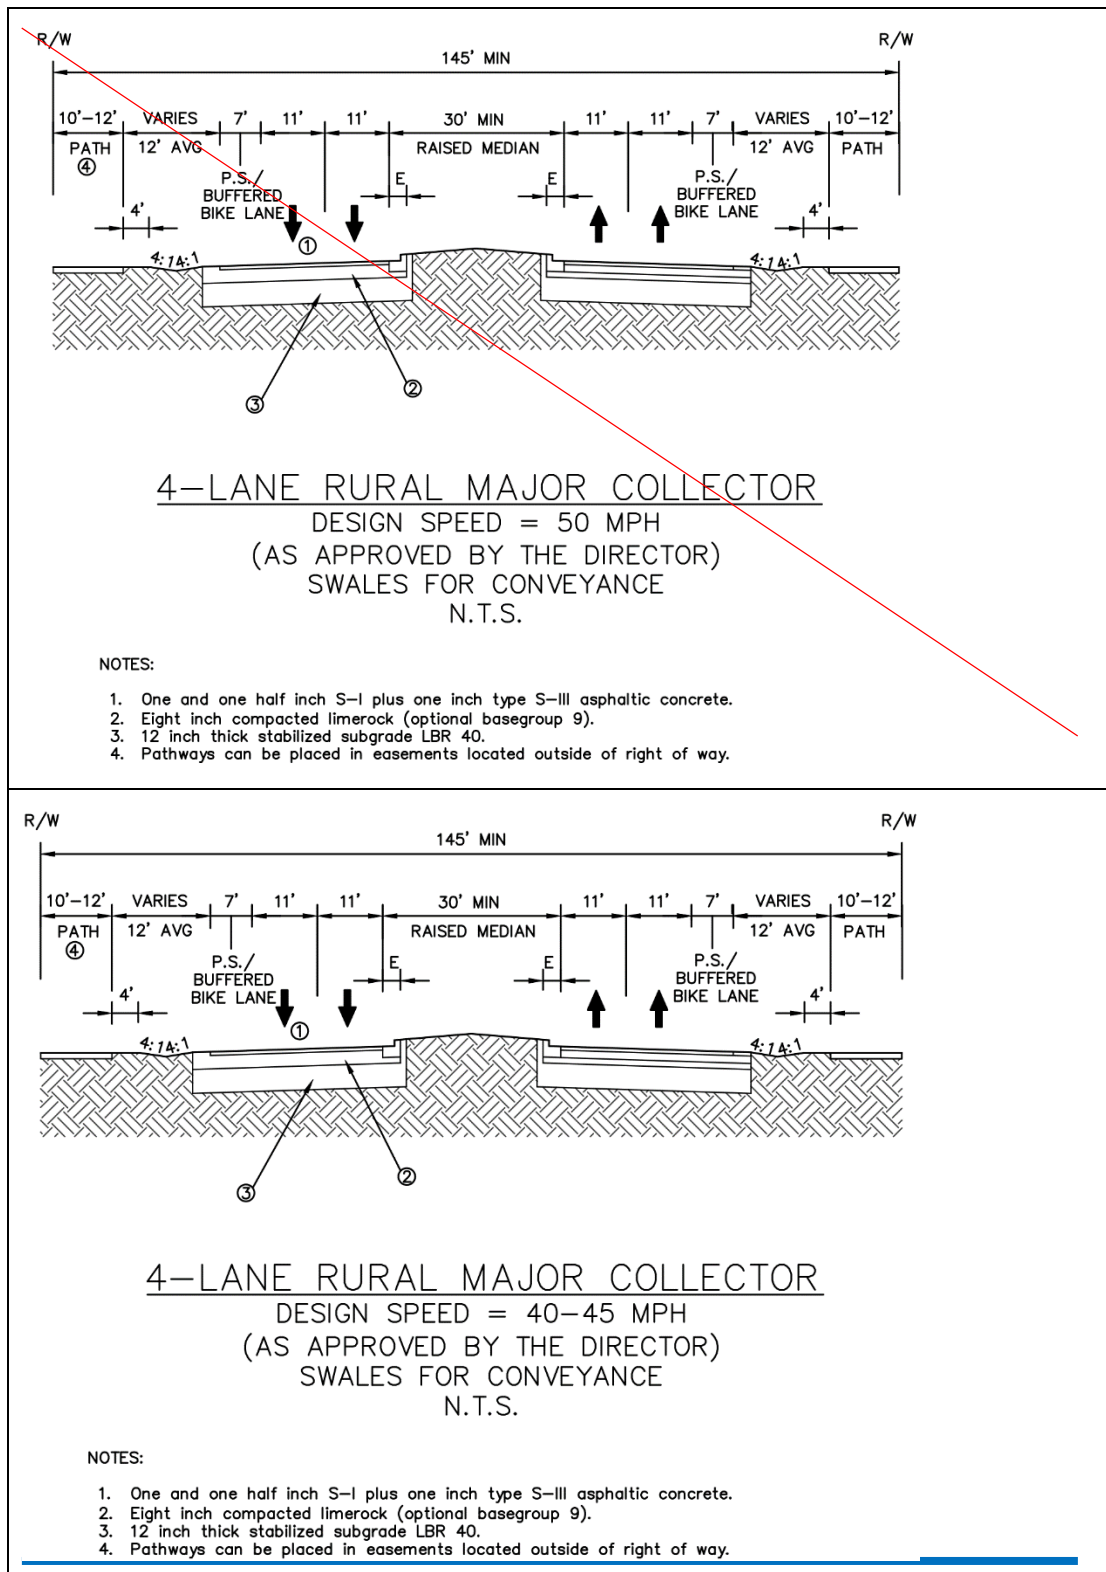 R/W R/W
145' MIN
10'-12' VARIES 7' 11' 11' 30' MIN 11' 11' 7' VARIES 10'-12'
PATH 12' AVG RAISED MEDIAN 12' AVG PATH
④ P.S./ E E P.S./
BUFFERED BUFFERED
BIKE LANE BIKE LANE
4' 4'
①
4:1 4:1 4:1 4:1
②
③
4-LANE RURAL MAJOR COLLECTOR
DESIGN SPEED = 50 MPH
(AS APPROVED BY THE DIRECTOR)
SWALES FOR CONVEYANCE
N.T.S.
NOTES:
1. One and one half inch S-I plus one inch type S-III asphaltic concrete.
2. Eight inch compacted limerock (optional basegroup 9).
3. 12 inch thick stabilized subgrade LBR 40.
4. Pathways can be placed in easements located outside of right of way.
R/W R/W
145' MIN
10'-12' VARIES 7' 11' 11' 30' MIN 11' 11' 7' VARIES 10'-12'
PATH 12' AVG RAISED MEDIAN 12' AVG PATH
④ P.S./ E E P.S./
BUFFERED BUFFERED
BIKE LANE BIKE LANE
4' 4'
①
4:1 4:1 4:1 4:1
②
③
4-LANE RURAL MAJOR COLLECTOR
DESIGN SPEED = 40-45 MPH
(AS APPROVED BY THE DIRECTOR)
SWALES FOR CONVEYANCE
N.T.S.
NOTES:
1. One and one half inch S-I plus one inch type S-III asphaltic concrete.
2. Eight inch compacted limerock (optional basegroup 9).
3. 12 inch thick stabilized subgrade LBR 40.
4. Pathways can be placed in easements located outside of right of way.